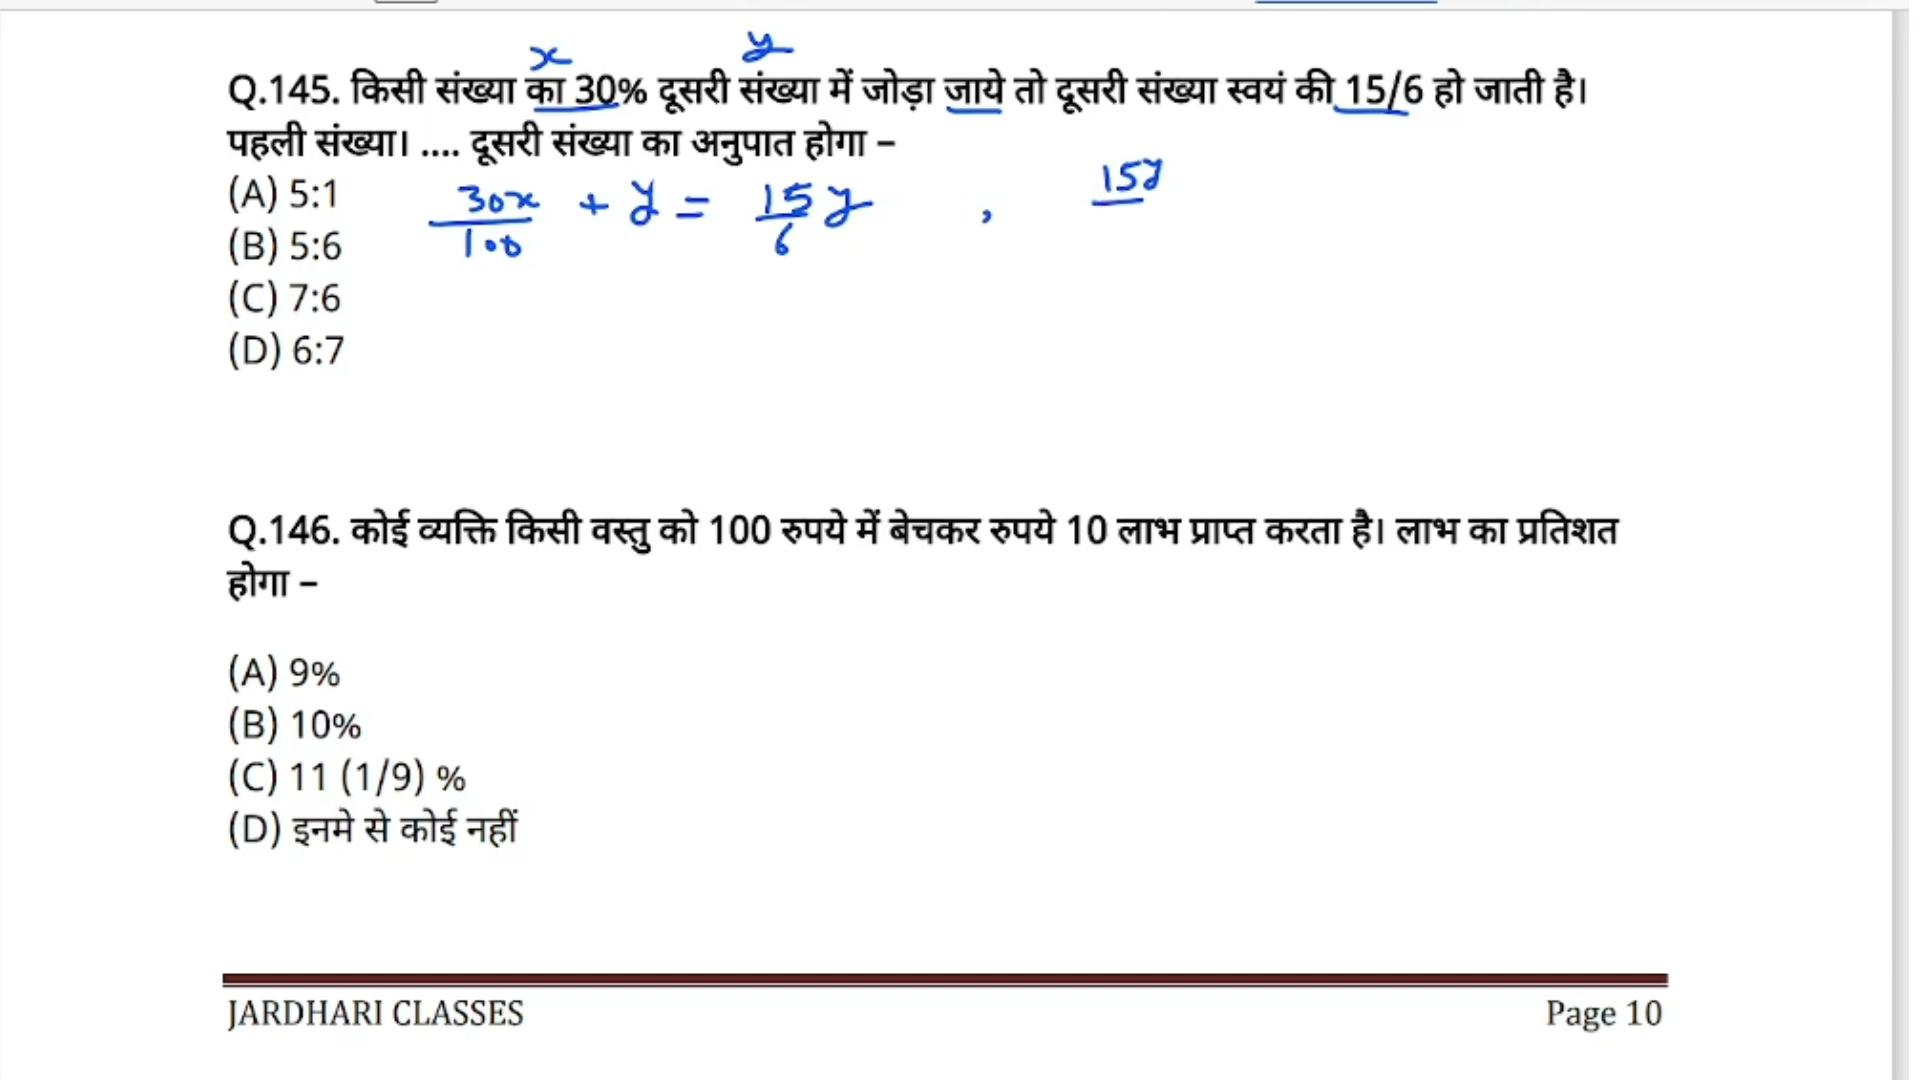 x y
Q.145. किसी संख्या का 30% दूसरी संख्या में जोड़ा जाये तो दूसरी संख्या स्वयं की 15/6 हो जाती है।
पहली संख्या। .... दूसरी संख्या का अनुपात होगा –
(A) 5:1
30x/100 + y = 15/6 y , 15y
(B) 5:6
(C) 7:6
(D) 6:7
Q.146. कोई व्यक्ति किसी वस्तु को 100 रुपये में बेचकर रुपये 10 लाभ प्राप्त करता है। लाभ का प्रतिशत
होगा –
(A) 9%
(B) 10%
(C) 11 (1/9) %
(D) इनमे से कोई नहीं
JARDHARI CLASSES Page 10